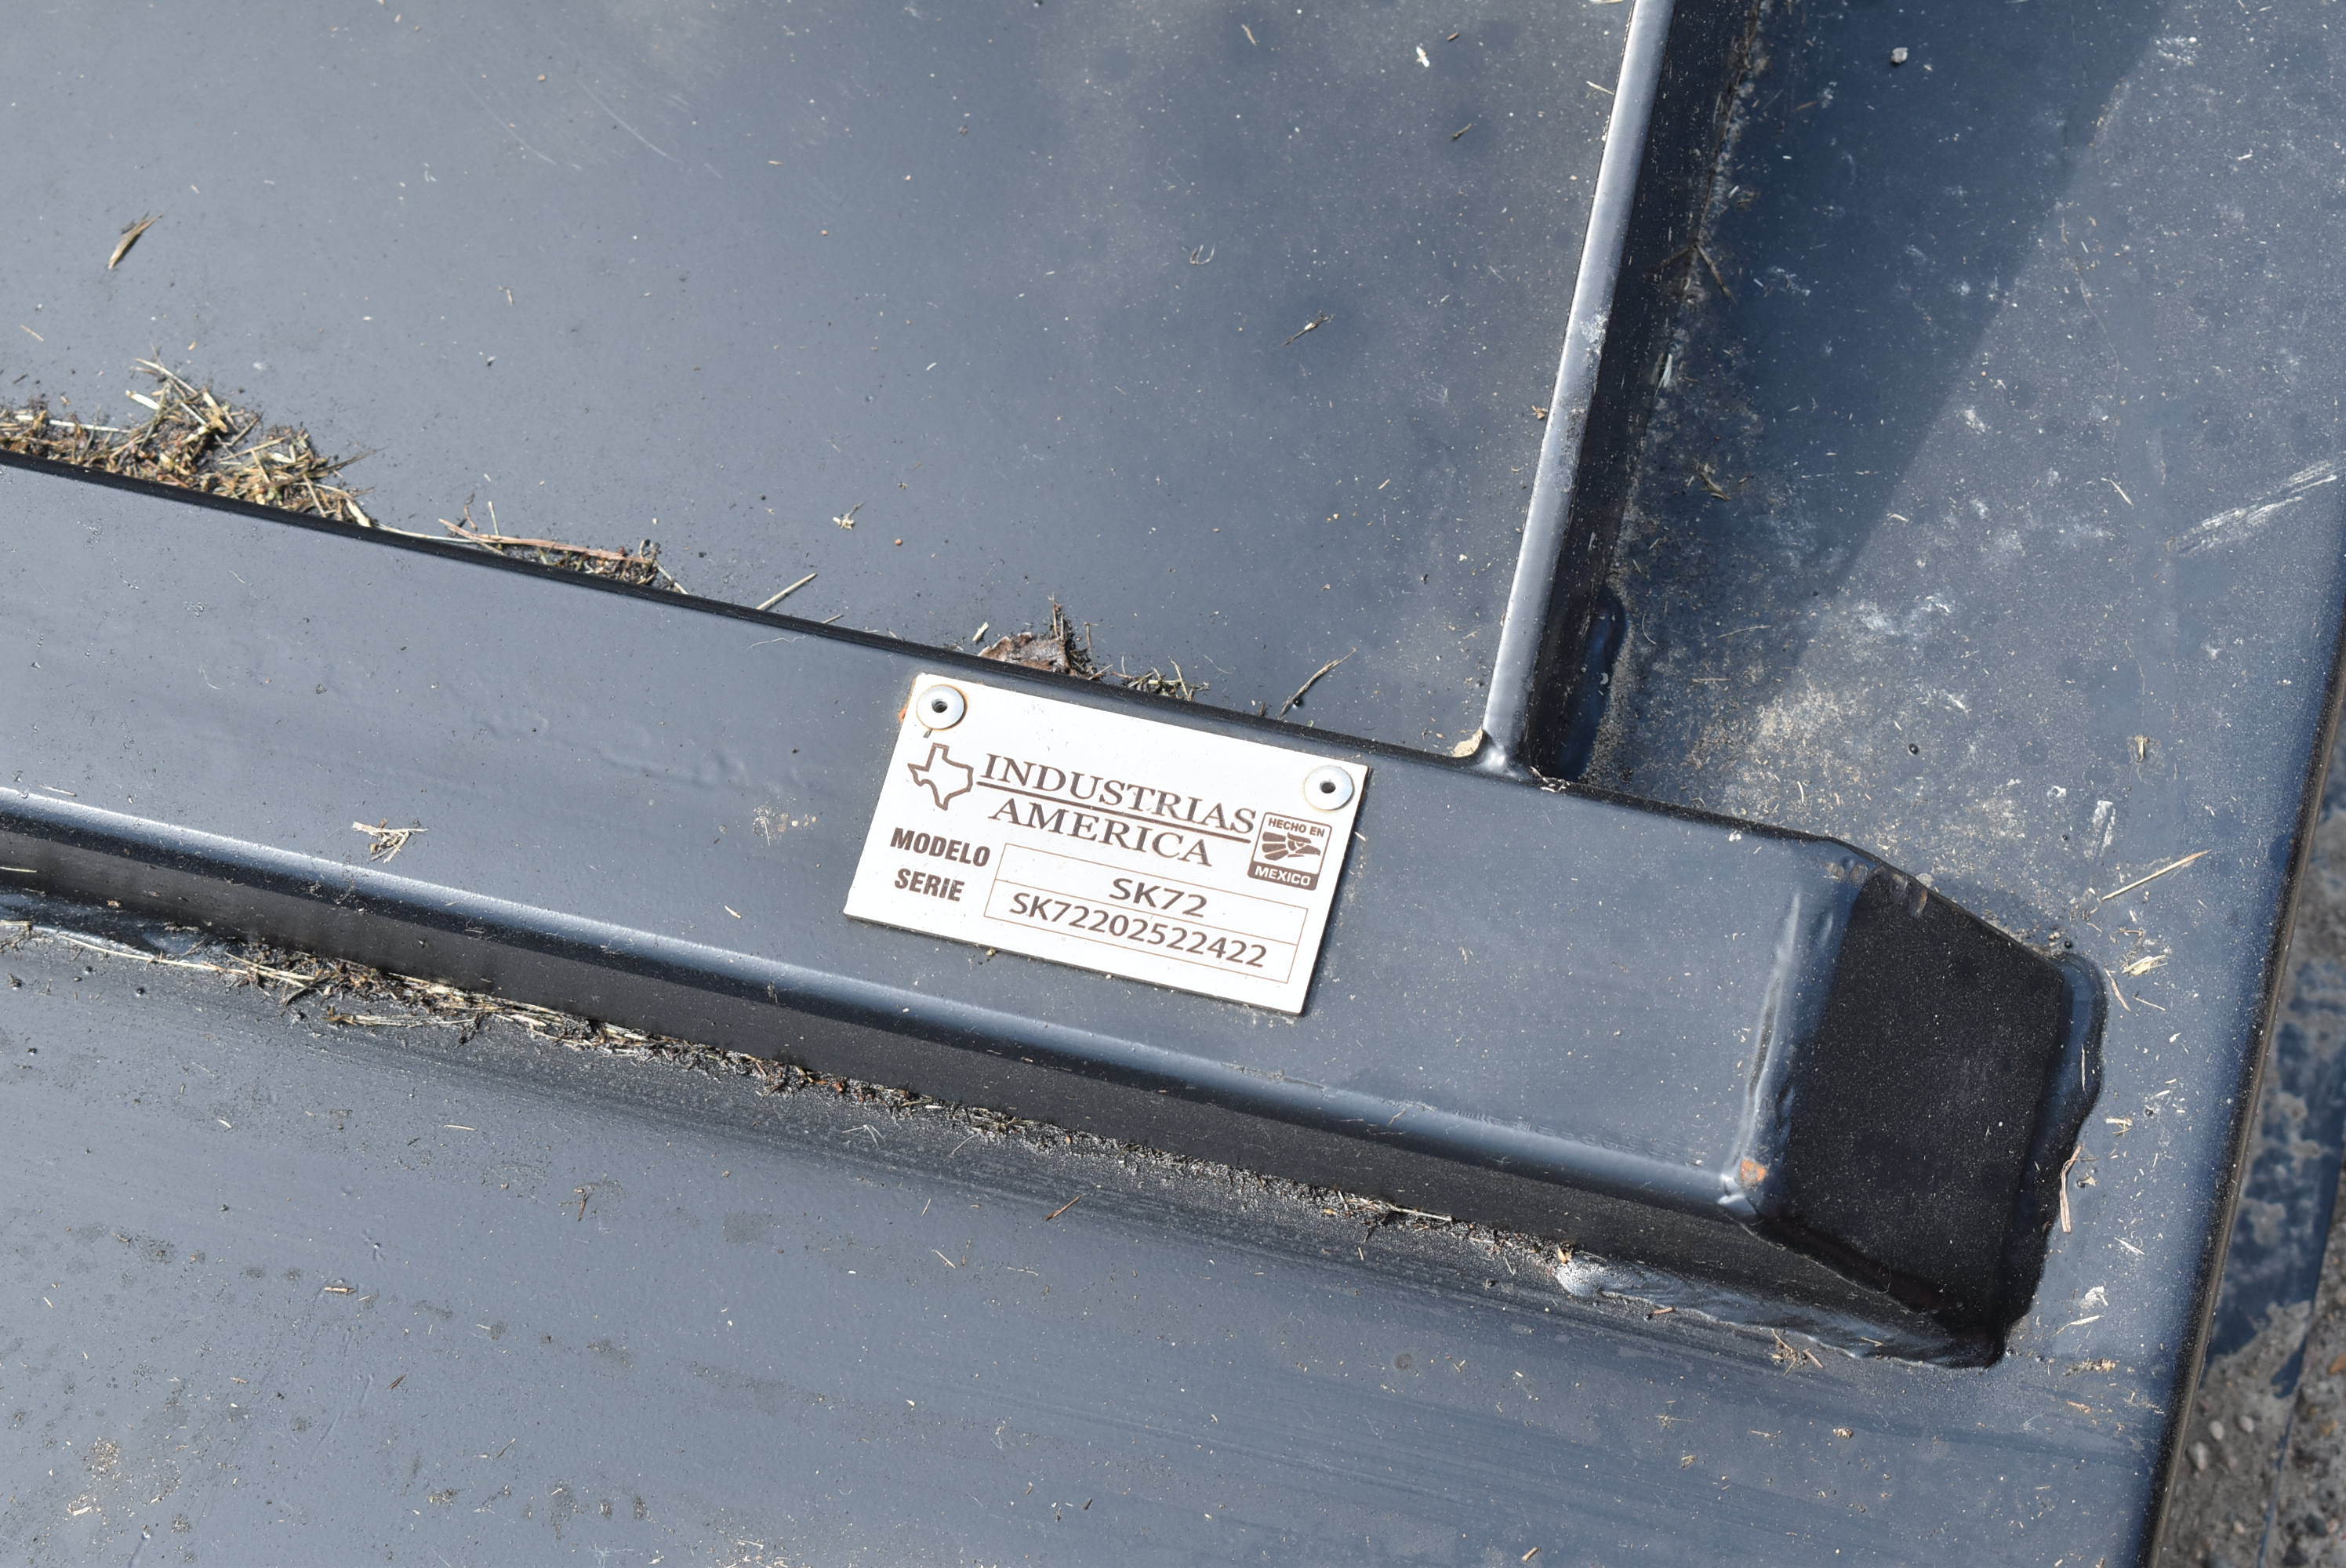 INDUSTRIAS
AMERICA
HECHO EN
MEXICO
MODELO SK72
SERIE SK72202522422